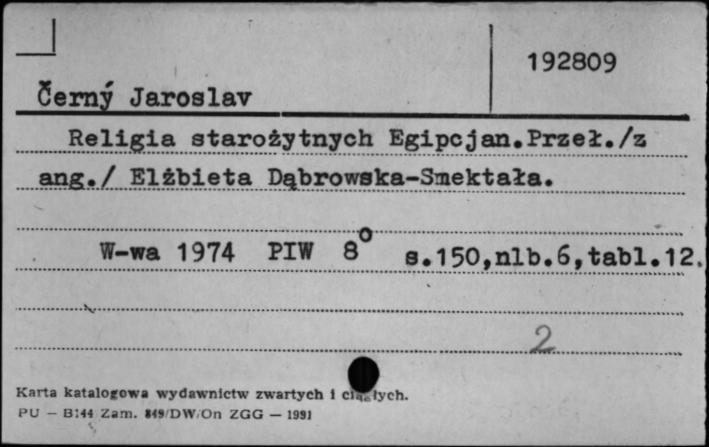 192809
Černý Jaroslav
Religia starożytnych Egipcjan.Przeł./z
ang./ Elżbieta Dąbrowska-Smektała.
W-wa 1974 PIW 8° s.150,nlb.6,tabl.12.
2
Karta katalogowa wydawnictw zwartych i ciągłych.
PU — B144 Zam. 849/DW/On ZGG — 1991